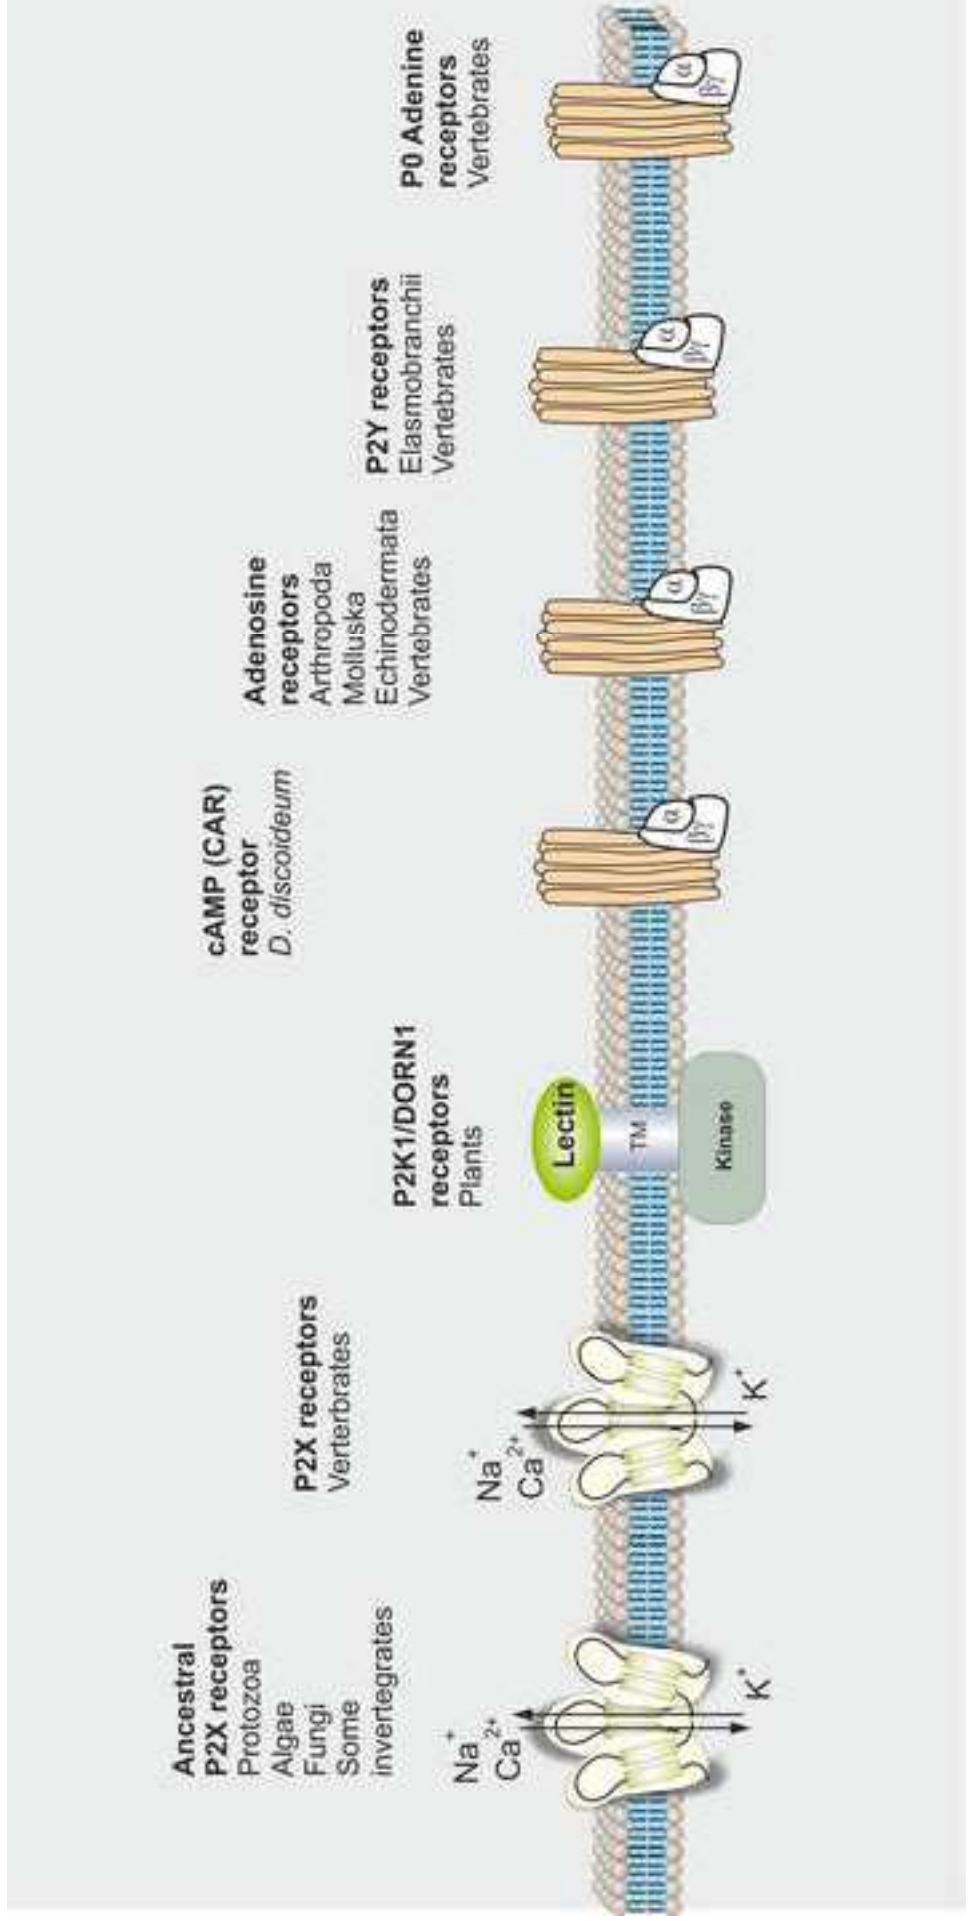 Ancestral
P2X receptors
Protozoa
Algae
Fungi
Some
invertegrates
Na+
Ca2+
K+
P2X receptors
Verterbrates
Na+
Ca2+
K+
P2K1/DORN1
receptors
Plants
Lectin
TM
Kinase
cAMP (CAR)
receptor
D. discoideum
α
βγ
Adenosine
receptors
Arthropoda
Molluska
Echinodermata
Vertebrates
α
βγ
P2Y receptors
Elasmobranchii
Vertebrates
α
βγ
P0 Adenine
receptors
Vertebrates
α
βγ